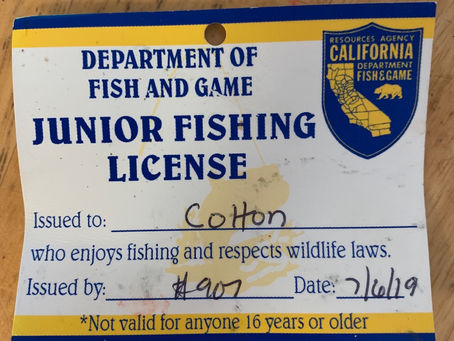 DEPARTMENT OF
FISH AND GAME
JUNIOR FISHING
LICENSE
RESOURCES AGENCY
CALIFORNIA
DEPARTMENT
FISH&GAME
Issued to: Cotton
who enjoys fishing and respects wildlife laws.
Issued by: #907 Date: 7/6/19
*Not valid for anyone 16 years or older